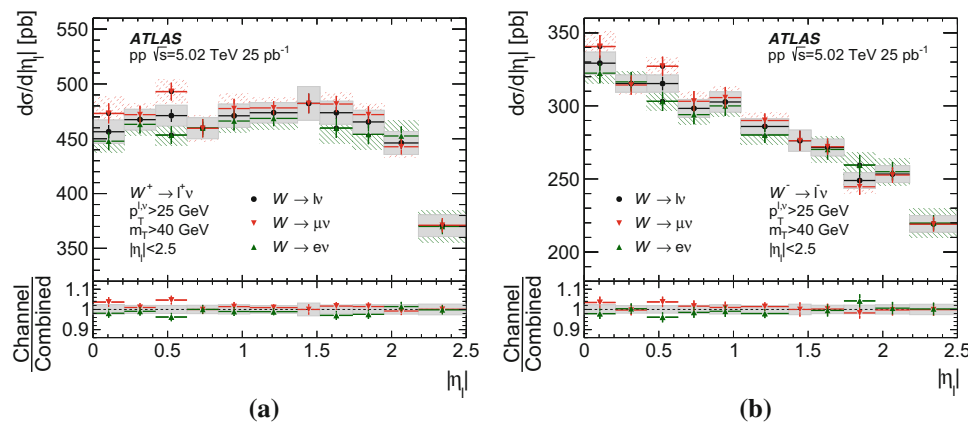 dσ/d|η_l| [pb]
550
500
450
400
350
ATLAS
pp √s=5.02 TeV 25 pb⁻¹
W⁺ → l⁺ν
p_T^{l,ν}>25 GeV
m_T>40 GeV
|η_l|<2.5
W → lν
W → μν
W → eν
Channel
Combined
1.1
1
0.9
0 0.5 1 1.5 2 2.5
|η_l|
(a)
dσ/d|η_l| [pb]
350
300
250
200
ATLAS
pp √s=5.02 TeV 25 pb⁻¹
W → lν
W → μν
W → eν
W⁻ → l⁻ν
p_T^{l,ν}>25 GeV
m_T>40 GeV
|η_l|<2.5
Channel
Combined
1.1
1
0.9
0 0.5 1 1.5 2 2.5
|η_l|
(b)